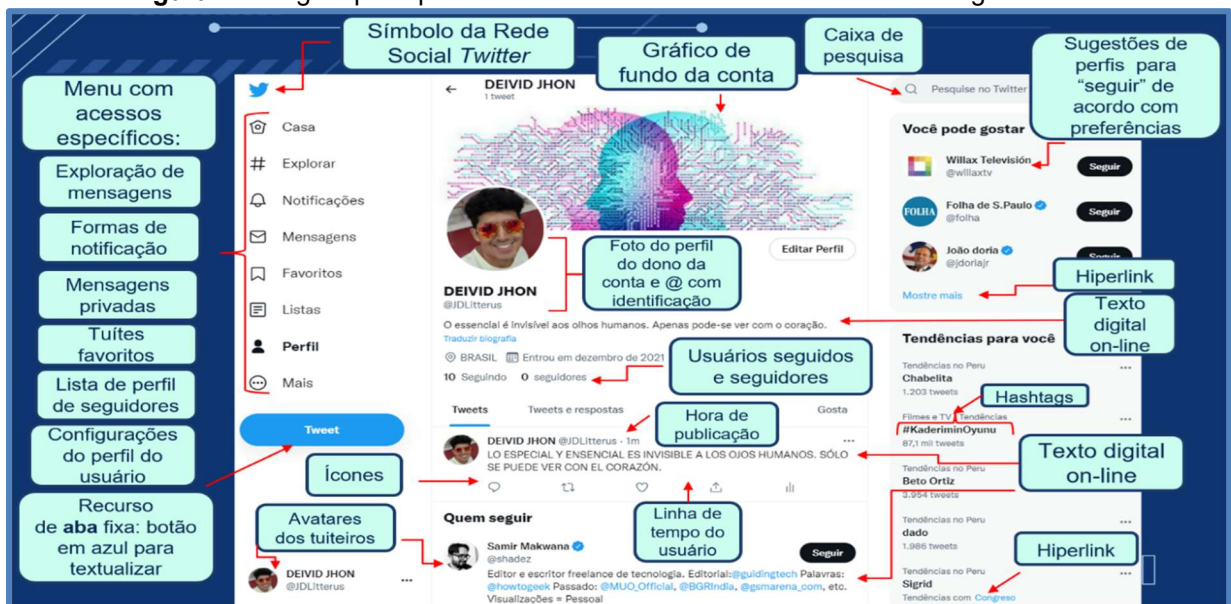 Símbolo da Rede
Social Twitter
Gráfico de
fundo da conta
Caixa de
pesquisa
Sugestões de
perfis para
“seguir” de
acordo com
preferências
Menu com
acessos
específicos:
Exploração de
mensagens
Formas de
notificação
Mensagens
privadas
Tuítes
favoritos
Lista de perfil
de seguidores
Configurações
do perfil do
usuário
Recurso
de aba fixa: botão
em azul para
textualizar
Casa
Explorar
Notificações
Mensagens
Favoritos
Listas
Perfil
Mais
Tweet
DEIVID JHON
@JDLitterus
Ícones
Avatares
dos tuiteiros
DEIVID JHON
1 tweet
Editar Perfil
Foto do perfil
do dono da
conta e @ com
identificação
DEIVID JHON
@JDLitterus
O essencial é invisível aos olhos humanos. Apenas pode-se ver com o coração.
Traduzir biografia
BRASIL Entrou em dezembro de 2021
10 Seguindo 0 seguidores
Usuários seguidos
e seguidores
Tweets Tweets e respostas Gosta
Hora de
publicação
DEIVID JHON @JDLitterus · 1m
LO ESPECIAL Y ENSENCIAL ES INVISIBLE A LOS OJOS HUMANOS. SÓLO
SE PUEDE VER CON EL CORAZÓN.
Linha de
tempo do
usuário
Quem seguir
Samir Makwana
@shadez
Seguir
Editor e escritor freelance de tecnologia. Editorial:@guidingtech Palavras:
@howtogeek Passado: @MUO_Official, @BGRIndia, @gsmarena_com, etc.
Visualizações = Pessoal
Pesquise no Twitter
Você pode gostar
Willax Televisión
@willaxtv
Seguir
FOLHA
Folha de S.Paulo
@folha
Seguir
João doria
@jdoriajr
Seguir
Mostre mais
Hiperlink
Texto
digital
on-line
Tendências para você
Tendências no Peru
Chabelita
1.203 tweets
Hashtags
Filmes e TV Tendências
#KaderiminOyunu
87,1 mil tweets
Texto digital
on-line
Tendências no Peru
Beto Ortiz
3.954 tweets
Tendências no Peru
dado
1.986 tweets
Hiperlink
Tendências no Peru
Sigrid
Tendências com Congreso